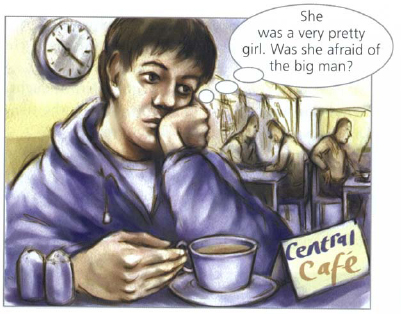 She
was a very pretty
girl. Was she afraid of
the big man?
Central
Café